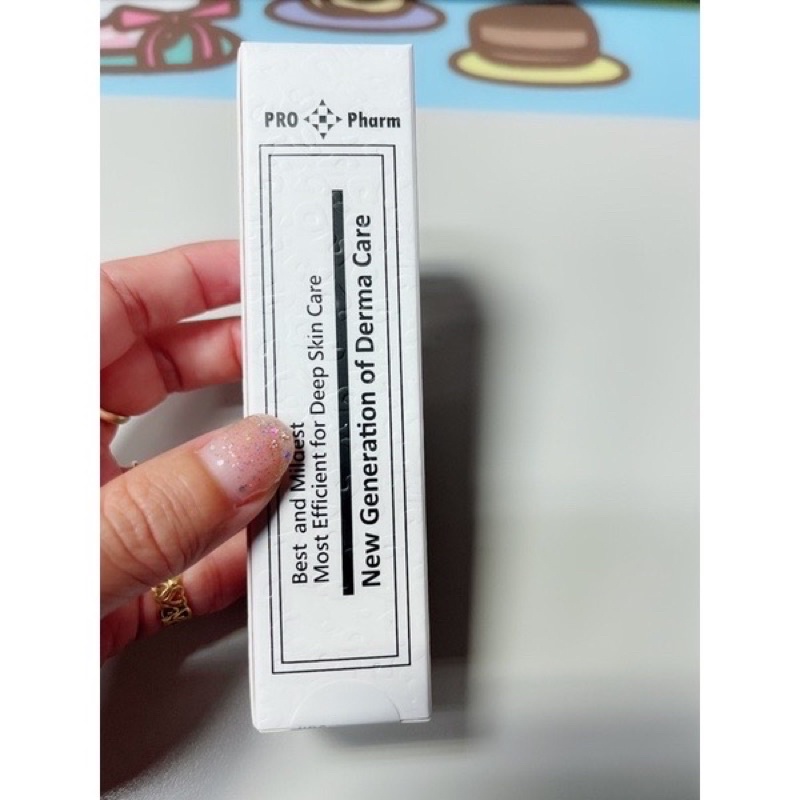 PRO Pharm
Best and Mildest
Most Efficient for Deep Skin Care
New Generation of Derma Care